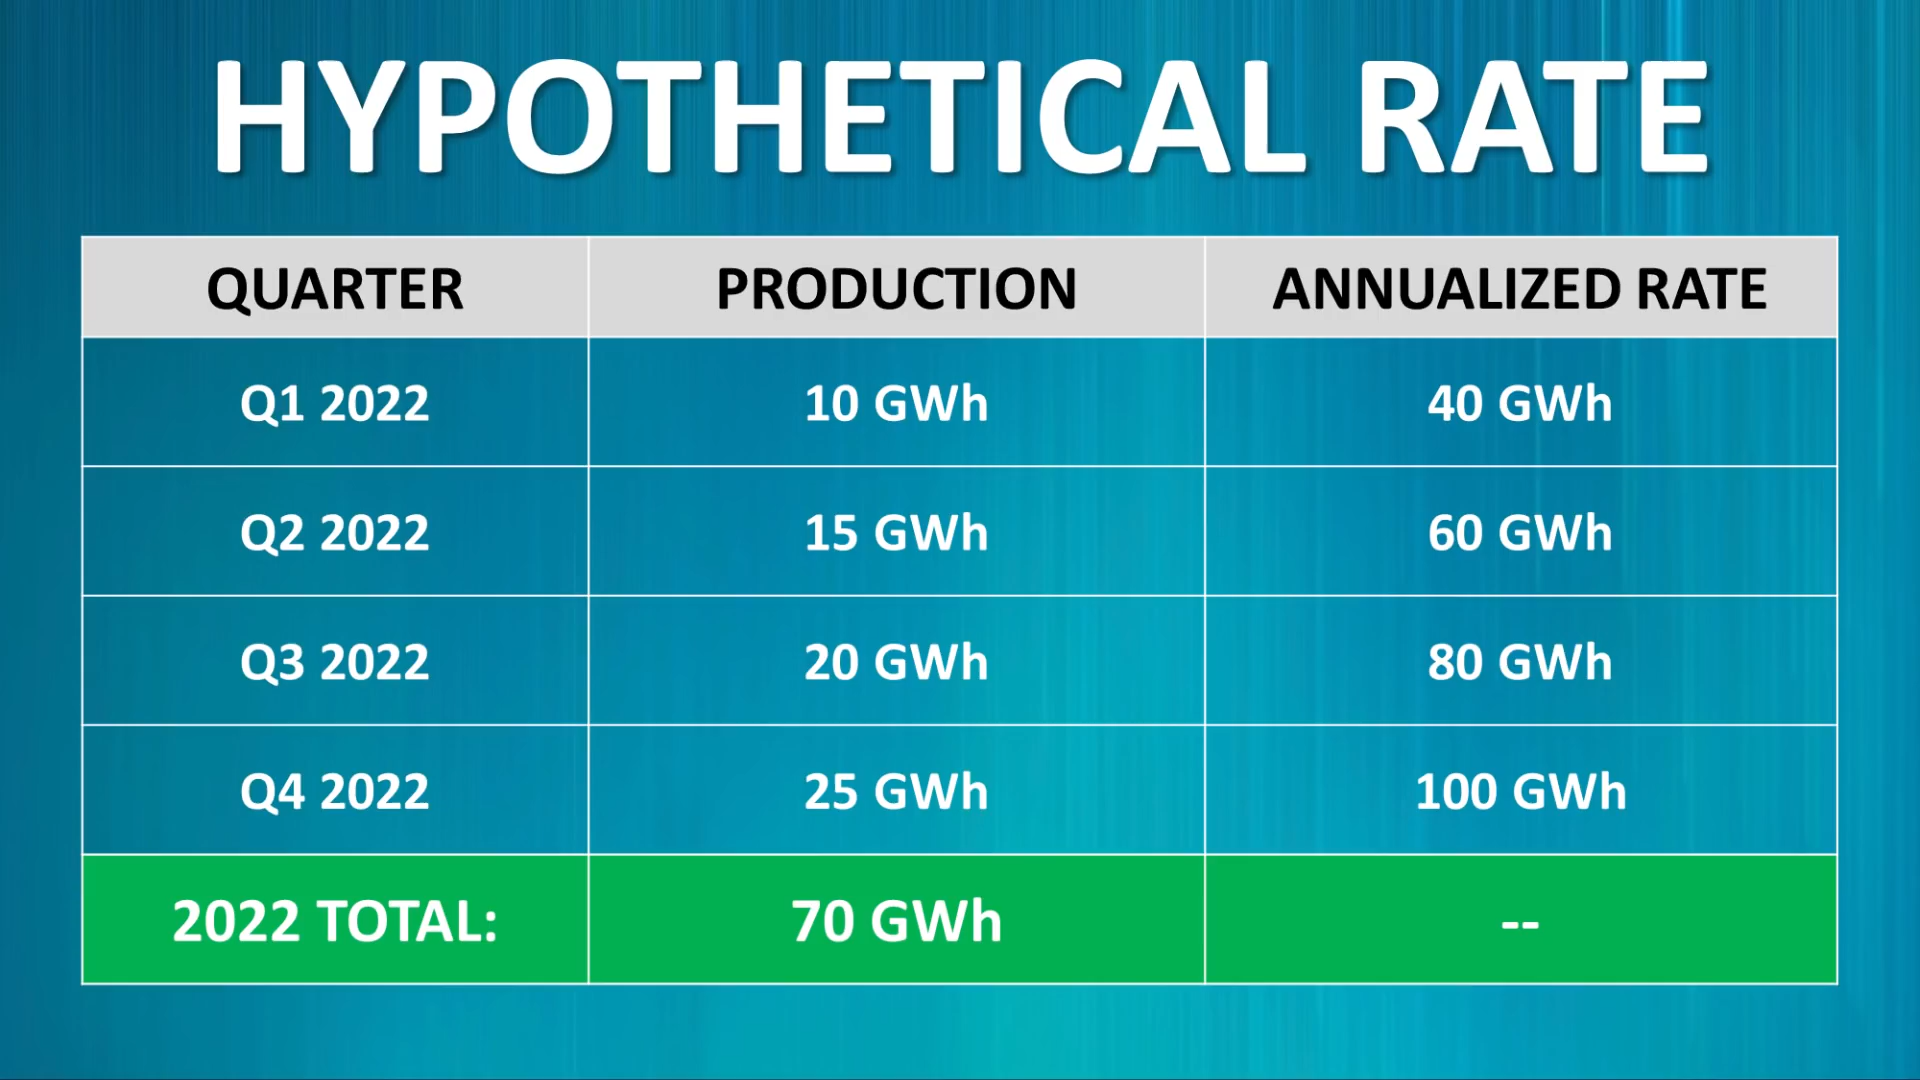 HYPOTHETICAL RATE
QUARTER PRODUCTION ANNUALIZED RATE
Q1 2022 10 GWh 40 GWh
Q2 2022 15 GWh 60 GWh
Q3 2022 20 GWh 80 GWh
Q4 2022 25 GWh 100 GWh
2022 TOTAL: 70 GWh --